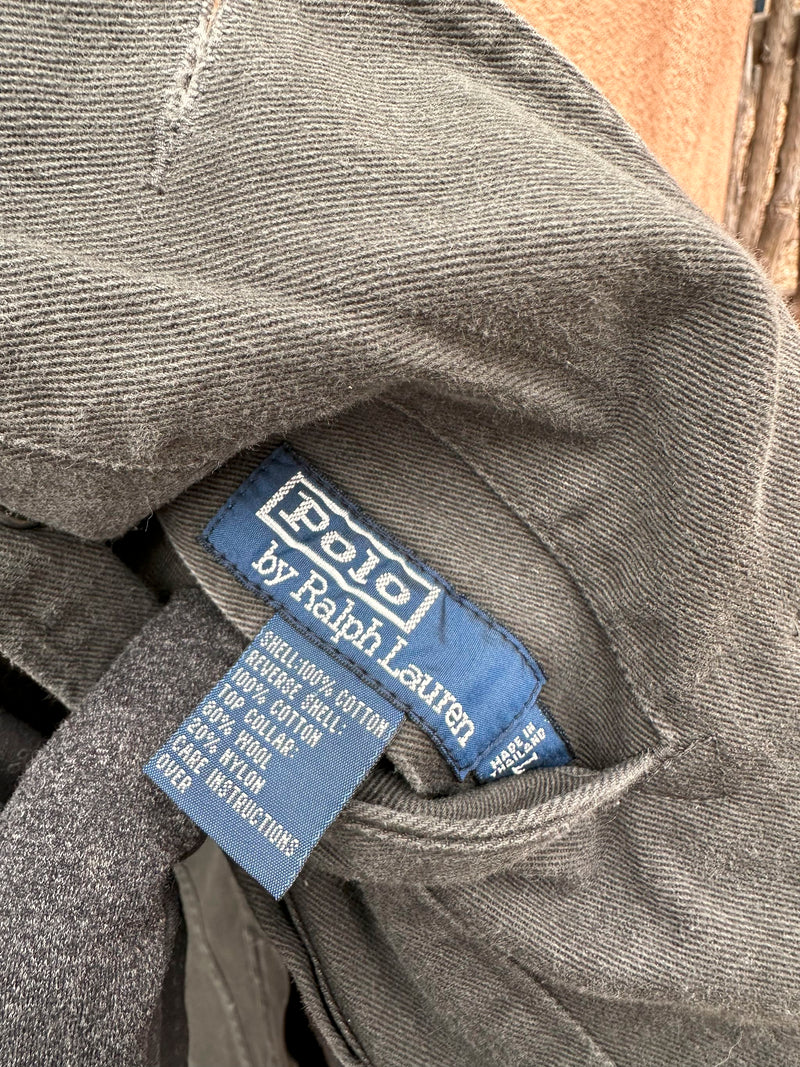 Polo
by Ralph Lauren
SHELL:100% COTTON
REVERSE SHELL:
100% COTTON
TOP COLLAR:
80% WOOL
20% NYLON
CARE INSTRUCTIONS
OVER
MADE IN
THAILAND